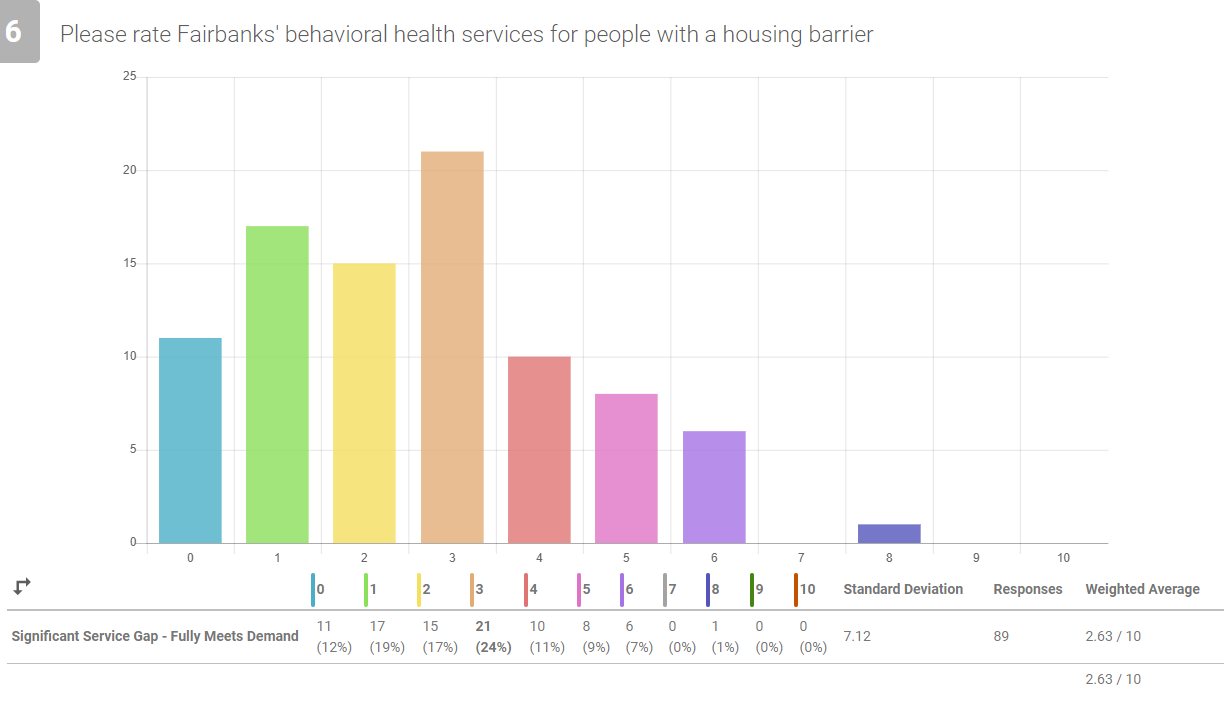 6
Please rate Fairbanks' behavioral health services for people with a housing barrier
25
20
15
10
5
0
0 1 2 3 4 5 6 7 8 9 10
0 1 2 3 4 5 6 7 8 9 10 Standard Deviation Responses Weighted Average
11 17 15 21 10 8 6 0 1 0 0
Significant Service Gap - Fully Meets Demand 7.12 89 2.63 / 10
(12%) (19%) (17%) (24%) (11%) (9%) (7%) (0%) (1%) (0%) (0%)
2.63 / 10